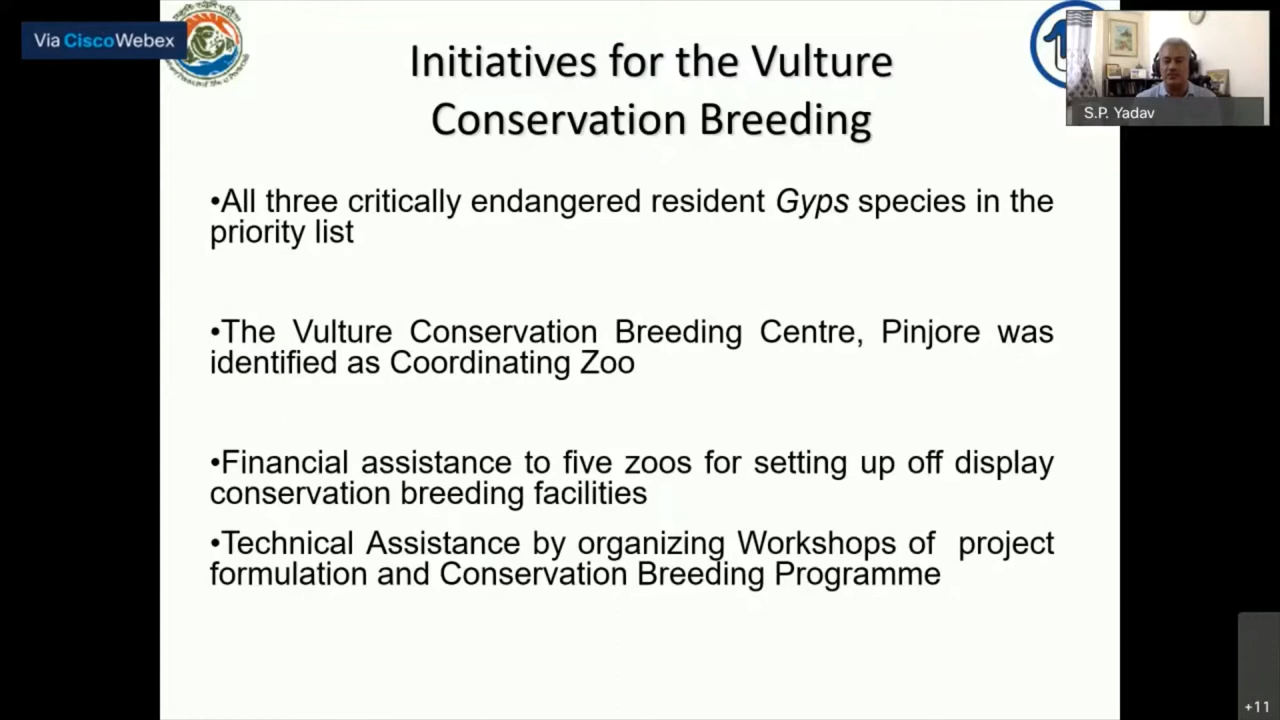 Via CiscoWebex
Initiatives for the Vulture
Conservation Breeding
S.P. Yadav
•All three critically endangered resident Gyps species in the
priority list
•The Vulture Conservation Breeding Centre, Pinjore was
identified as Coordinating Zoo
•Financial assistance to five zoos for setting up off display
conservation breeding facilities
•Technical Assistance by organizing Workshops of project
formulation and Conservation Breeding Programme
+11